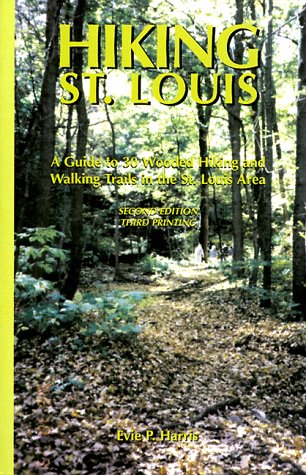 HIKING
ST. LOUIS
A Guide to 30 Wooded Hiking and
Walking Trails in the St. Louis Area
SECOND EDITION
THIRD PRINTING
Evie P. Harris